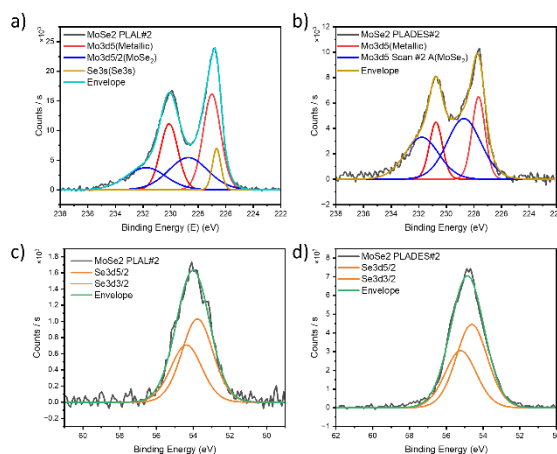 a)
×10³
MoSe2 PLAL#2
Mo3d5(Metallic)
Mo3d5/2(MoSe₂)
Se3s(Se3s)
Envelope
Counts / s
25
20
15
10
5
0
238 236 234 232 230 228 226 224 222
Binding Energy (E) (eV)
b)
×10³
MoSe2 PLADES#2
Mo3d5(Metallic)
Mo3d5 Scan #2 A(MoSe₂)
Envelope
Counts / s
12
10
8
6
4
2
0
238 236 234 232 230 228 226 224 22
Binding Energy (eV)
c)
MoSe2 PLAL#2
Se3d5/2
Se3d3/2
Envelope
Counts / s
1.8
1.6
1.4
1.2
1.0
0.8
0.6
0.4
0.2
0.0
60 58 56 54 52 50
Binding Energy (eV)
d)
MoSe2 PLADES#2
Se3d5/2
Se3d3/2
Envelope
Counts / s
8
7
6
5
4
3
2
1
0
62 60 58 56 54 52 50
Binding Energy (eV)